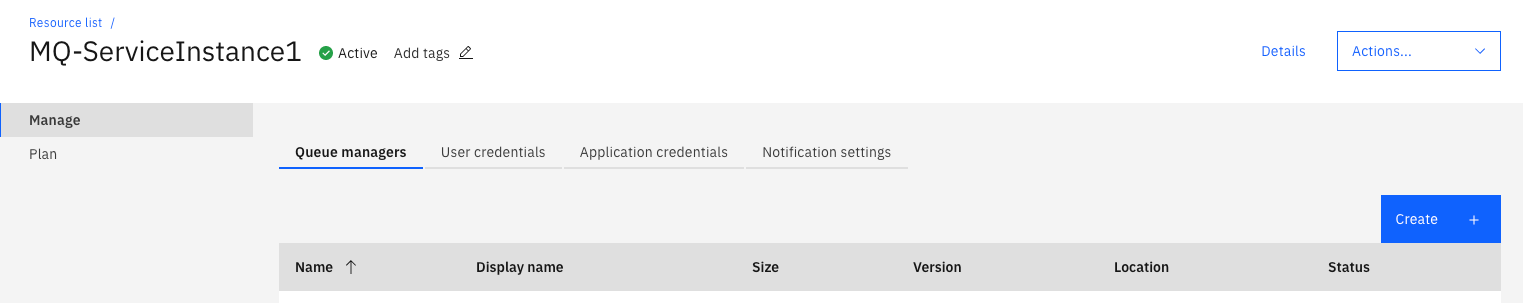 Resource list /
MQ-ServiceInstance1 Active Add tags Details Actions...
Manage
Plan
Queue managers User credentials Application credentials Notification settings
Create +
Name Display name Size Version Location Status